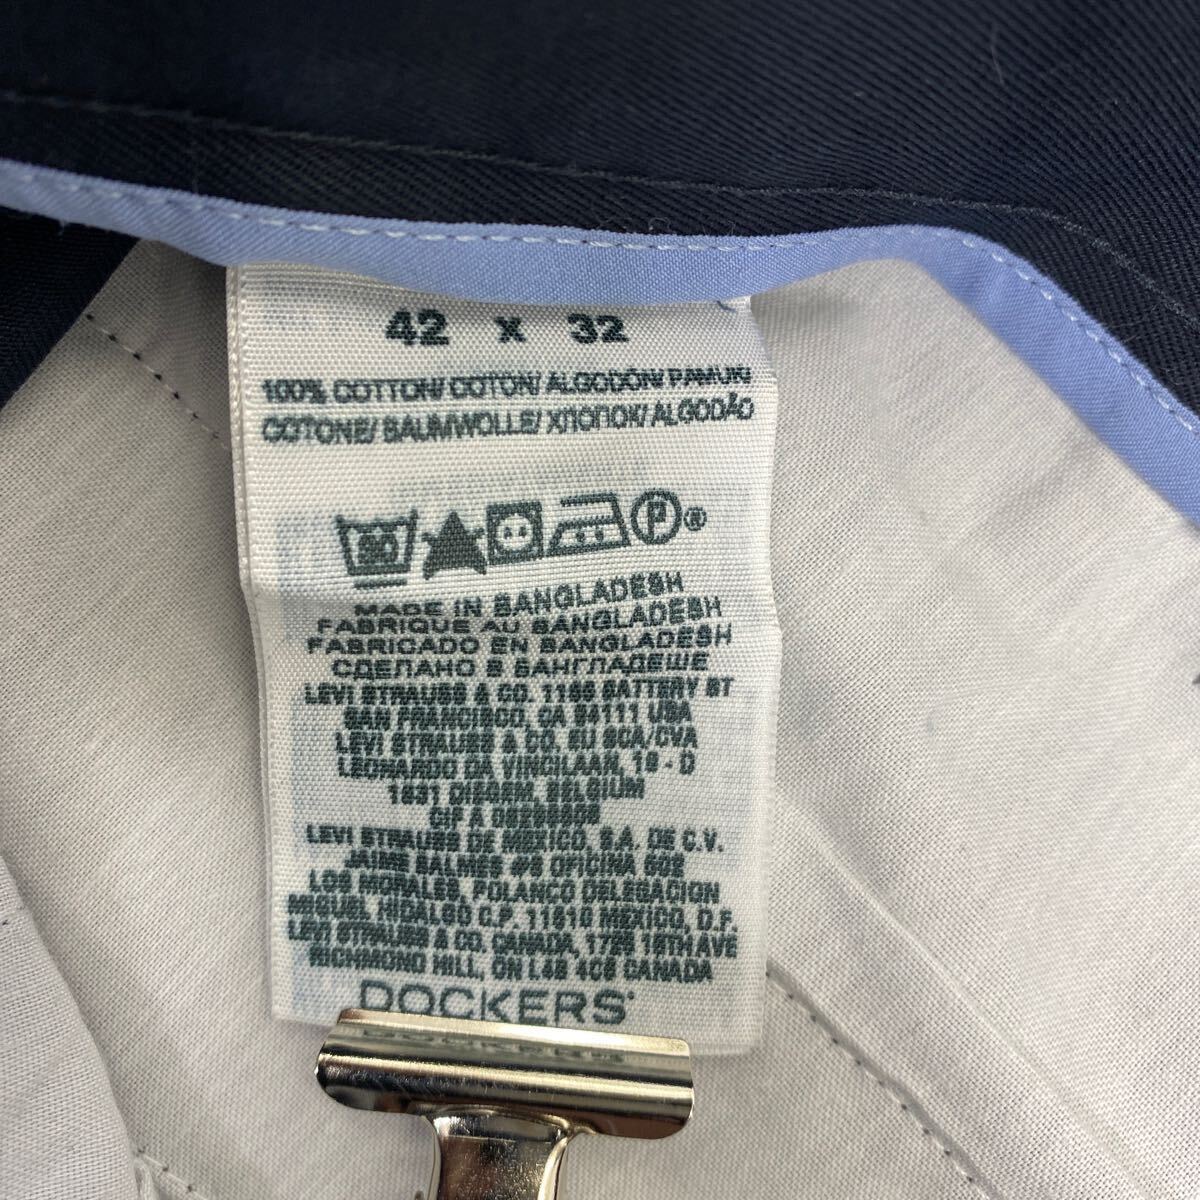 42 x 32
100% COTTON/ COTON/ ALGODÓN/ PAMUK/
COTONE/ BAUMWOLLE/ ХЛОПОК/ ALGODÃO
30 P ®
MADE IN BANGLADESH
FABRIQUE AU BANGLADESH
FABRICADO EN BANGLADESH
СДЕЛАНО В БАНГЛАДЕШЕ
LEVI STRAUSS & CO. 1155 BATTERY ST
SAN FRANCISCO, CA 94111 USA
LEVI STRAUSS & CO. EU SCA/CVA
LEONARDO DA VINCILAAN, 19 - D
1831 DIEGEM, BELGIUM
CIF A
LEVI STRAUSS DE MEXICO, S.A. DE C.V.
JAIME BALMES #8 OFICINA
LOS MORALES, POLANCO DELEGACION
MIGUEL HIDALGO C.P. 11510 MEXICO, D.F.
LEVI STRAUSS & CO. CANADA, 1725 16TH AVE
RICHMOND HILL, ON L4B 4C6 CANADA
DOCKERS®